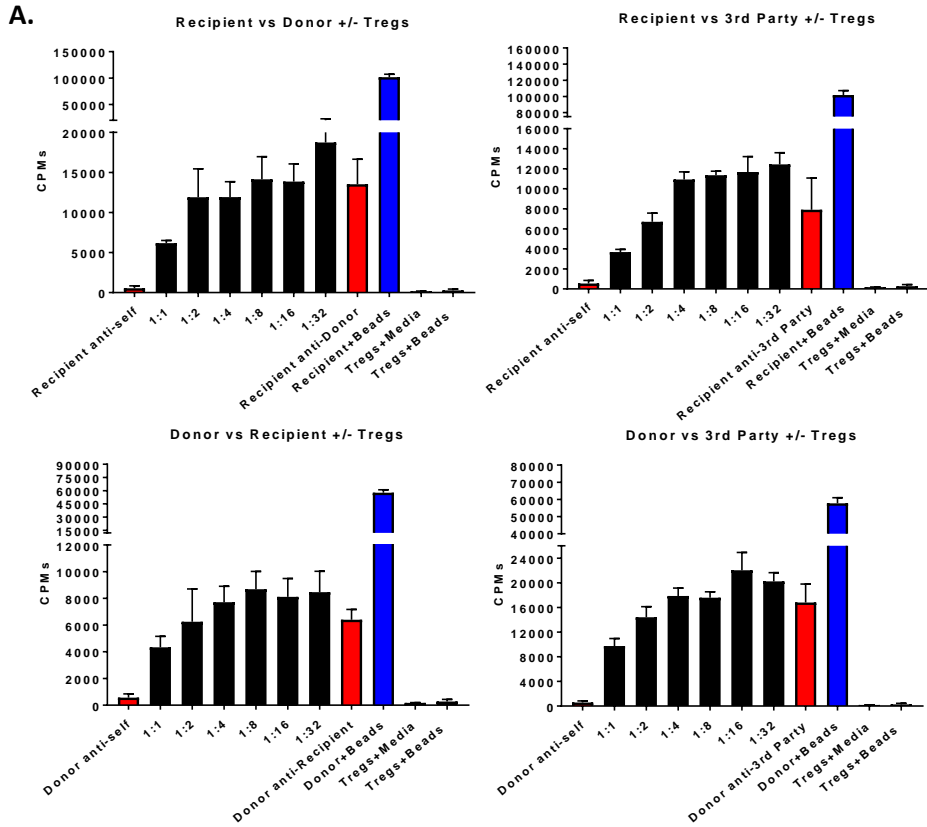 A.
Recipient vs Donor +/- Tregs
CPMs
150000
100000
50000
20000
15000
10000
5000
0
Recipient anti-self
1:1
1:2
1:4
1:8
1:16
1:32
Recipient anti-Donor
Recipient+Beads
Tregs+Media
Tregs+Beads
Recipient vs 3rd Party +/- Tregs
CPMs
160000
140000
120000
100000
80000
16000
14000
12000
10000
8000
6000
4000
2000
0
Recipient anti-self
1:1
1:2
1:4
1:8
1:16
1:32
Recipient anti-3rd Party
Recipient+Beads
Tregs+Media
Tregs+Beads
Donor vs Recipient +/- Tregs
CPMs
90000
75000
60000
45000
30000
15000
12000
10000
8000
6000
4000
2000
0
Donor anti-self
1:1
1:2
1:4
1:8
1:16
1:32
Donor anti-Recipient
Donor+Beads
Tregs+Media
Tregs+Beads
Donor vs 3rd Party +/- Tregs
CPMs
80000
70000
60000
50000
40000
28000
24000
20000
16000
12000
8000
4000
0
Donor anti-self
1:1
1:2
1:4
1:8
1:16
1:32
Donor anti-3rd Party
Donor+Beads
Tregs+Media
Tregs+Beads